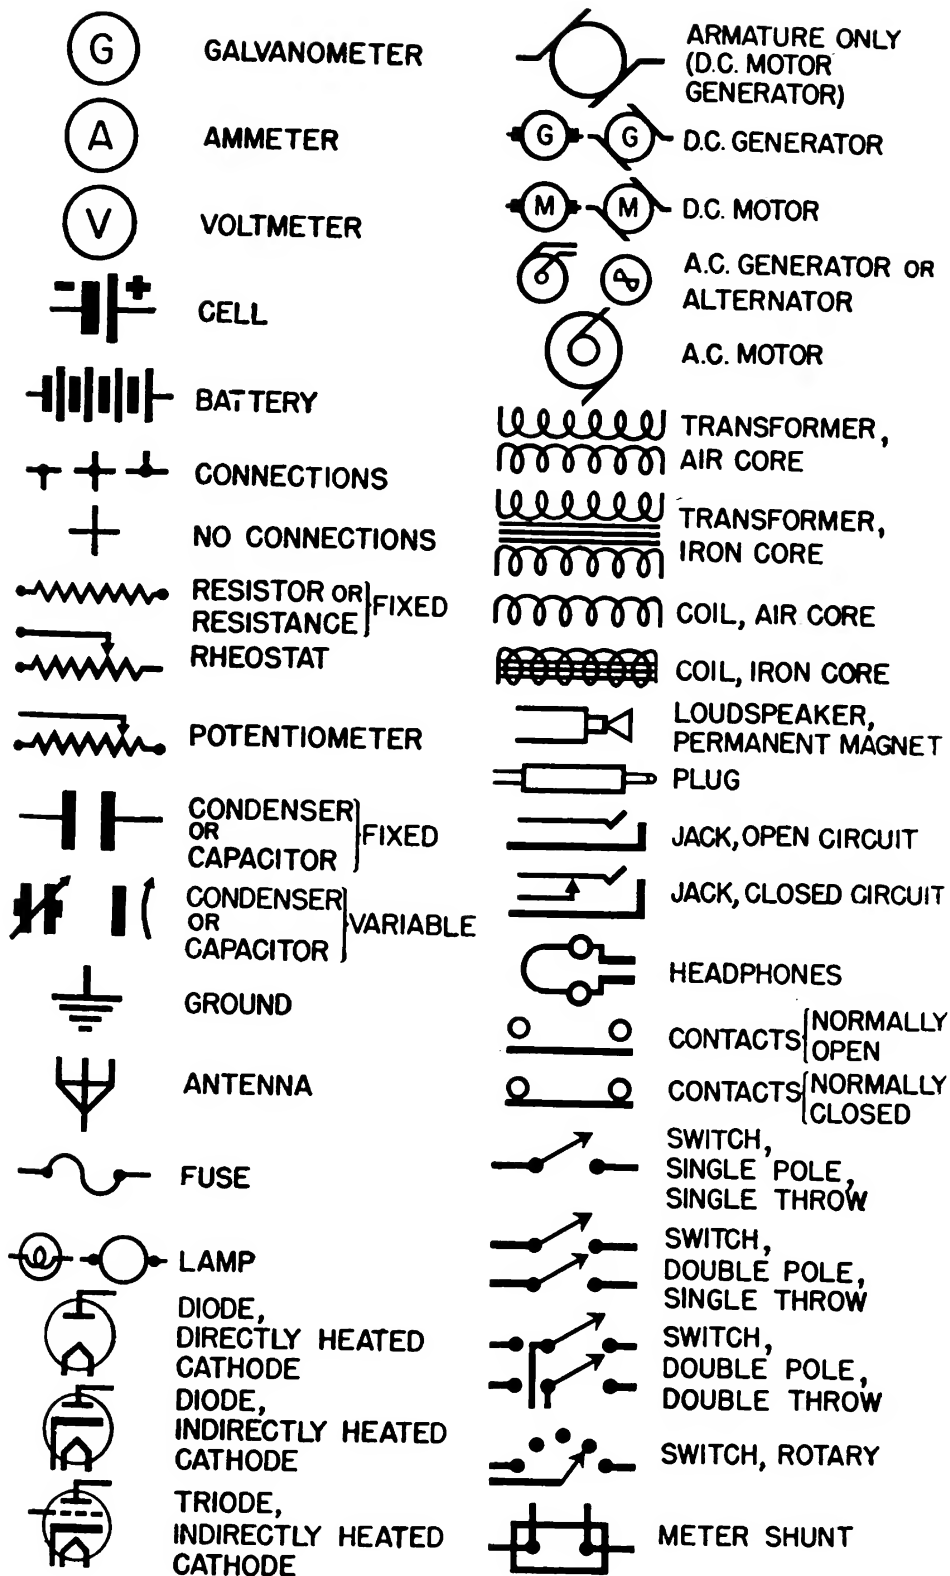 G GALVANOMETER
A AMMETER
V VOLTMETER
- + CELL
BATTERY
CONNECTIONS
NO CONNECTIONS
RESISTOR OR
RESISTANCE
FIXED
RHEOSTAT
POTENTIOMETER
CONDENSER
OR
CAPACITOR
FIXED
CONDENSER
OR
CAPACITOR
VARIABLE
GROUND
ANTENNA
FUSE
LAMP
DIODE,
DIRECTLY HEATED
CATHODE
DIODE,
INDIRECTLY HEATED
CATHODE
TRIODE,
INDIRECTLY HEATED
CATHODE
ARMATURE ONLY
(D.C. MOTOR
GENERATOR)
G G D.C. GENERATOR
M M D.C. MOTOR
A.C. GENERATOR OR
ALTERNATOR
A.C. MOTOR
TRANSFORMER,
AIR CORE
TRANSFORMER,
IRON CORE
COIL, AIR CORE
COIL, IRON CORE
LOUDSPEAKER,
PERMANENT MAGNET
PLUG
JACK, OPEN CIRCUIT
JACK, CLOSED CIRCUIT
HEADPHONES
CONTACTS
NORMALLY
OPEN
CONTACTS
NORMALLY
CLOSED
SWITCH,
SINGLE POLE,
SINGLE THROW
SWITCH,
DOUBLE POLE,
SINGLE THROW
SWITCH,
DOUBLE POLE,
DOUBLE THROW
SWITCH, ROTARY
METER SHUNT